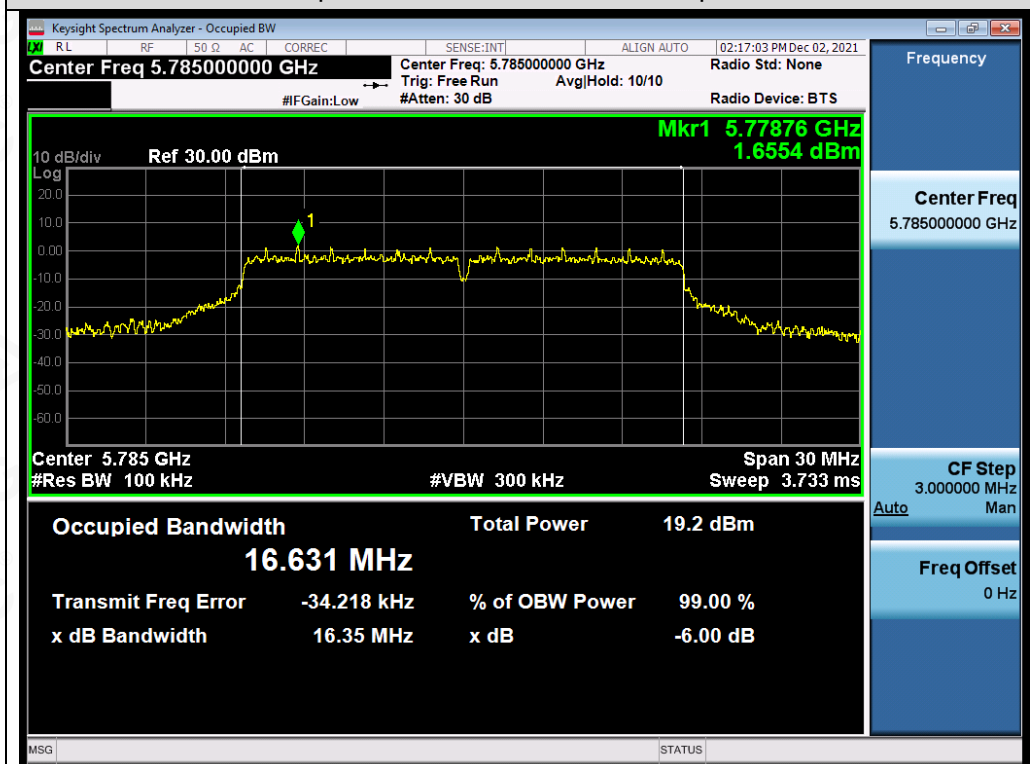 Keysight Spectrum Analyzer - Occupied BW
LXI RL RF 50 Ω AC CORREC SENSE:INT ALIGN AUTO 02:17:03 PM Dec 02, 2021
Center Freq 5.785000000 GHz
Center Freq: 5.785000000 GHz
Radio Std: None
Trig: Free Run Avg|Hold: 10/10
#IFGain:Low #Atten: 30 dB Radio Device: BTS
Mkr1 5.77876 GHz
1.6554 dBm
10 dB/div Ref 30.00 dBm
Log
20.0
10.0
0.00
-10.0
-20.0
-30.0
-40.0
-50.0
-60.0
1
Center 5.785 GHz Span 30 MHz
#Res BW 100 kHz #VBW 300 kHz Sweep 3.733 ms
Occupied Bandwidth Total Power 19.2 dBm
16.631 MHz
Transmit Freq Error -34.218 kHz % of OBW Power 99.00 %
x dB Bandwidth 16.35 MHz x dB -6.00 dB
Frequency
Center Freq
5.785000000 GHz
CF Step
3.000000 MHz
Auto Man
Freq Offset
0 Hz
MSG STATUS